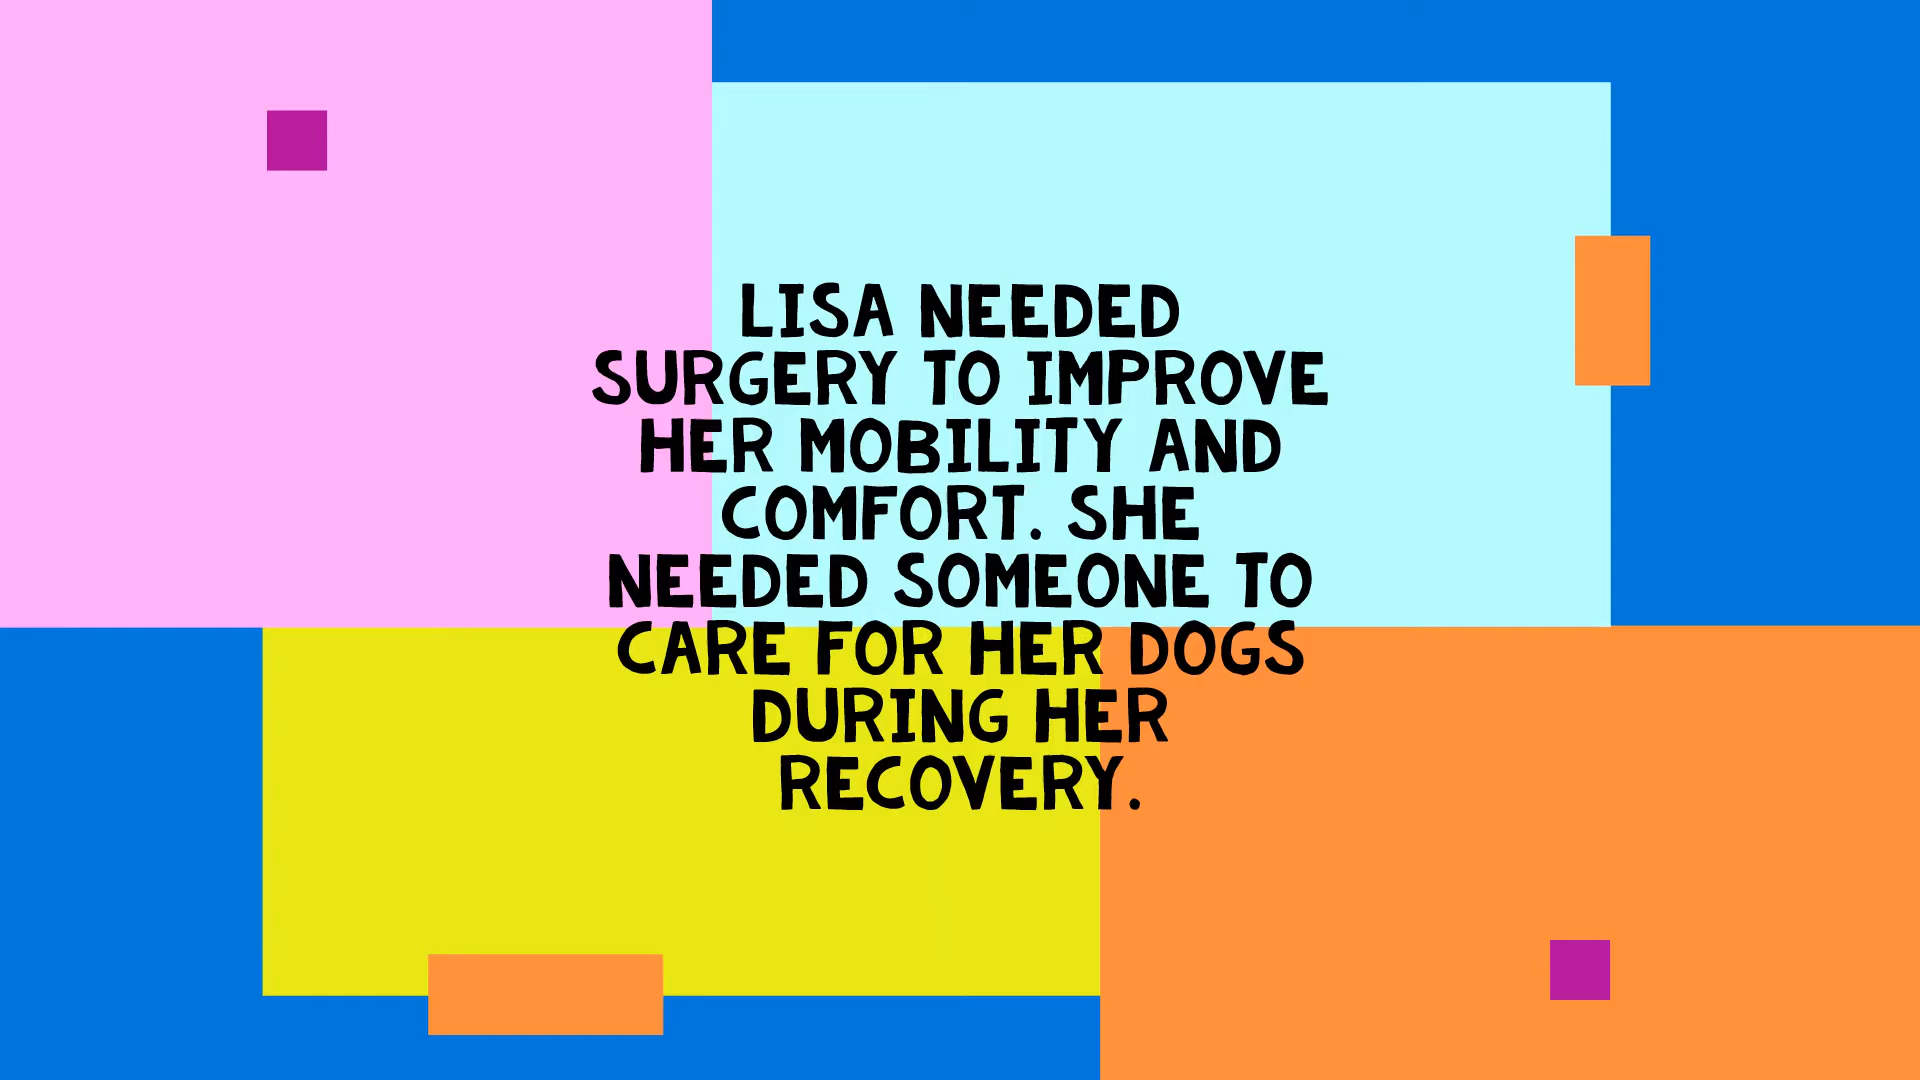 LISA NEEDED
SURGERY TO IMPROVE
HER MOBILITY AND
COMFORT. SHE
NEEDED SOMEONE TO
CARE FOR HER DOGS
DURING HER
RECOVERY.